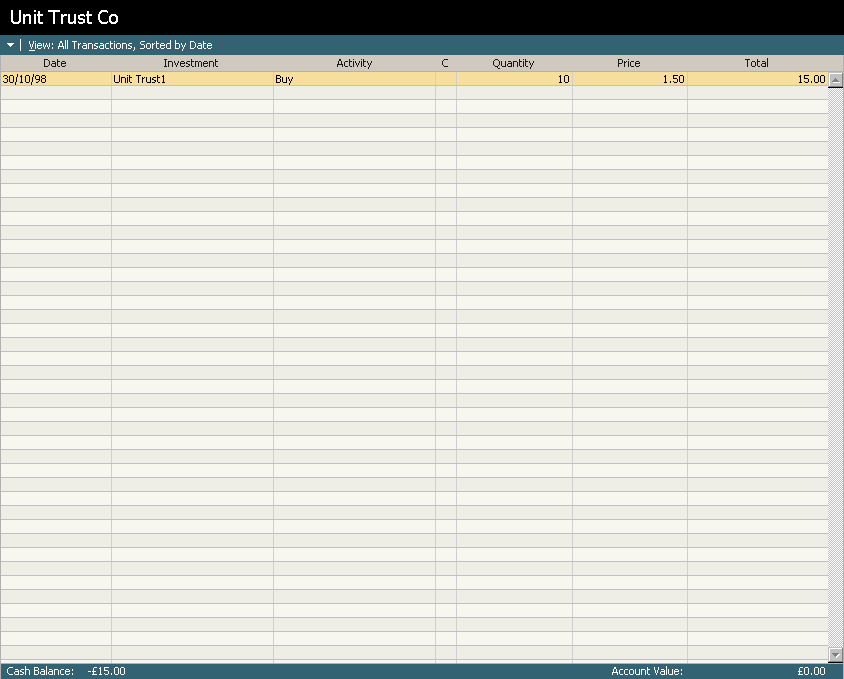 Unit Trust Co
View: All Transactions, Sorted by Date
Date Investment Activity C Quantity Price Total
30/10/98 Unit Trust1 Buy 10 1.50 15.00
Cash Balance: -£15.00 Account Value: £0.00